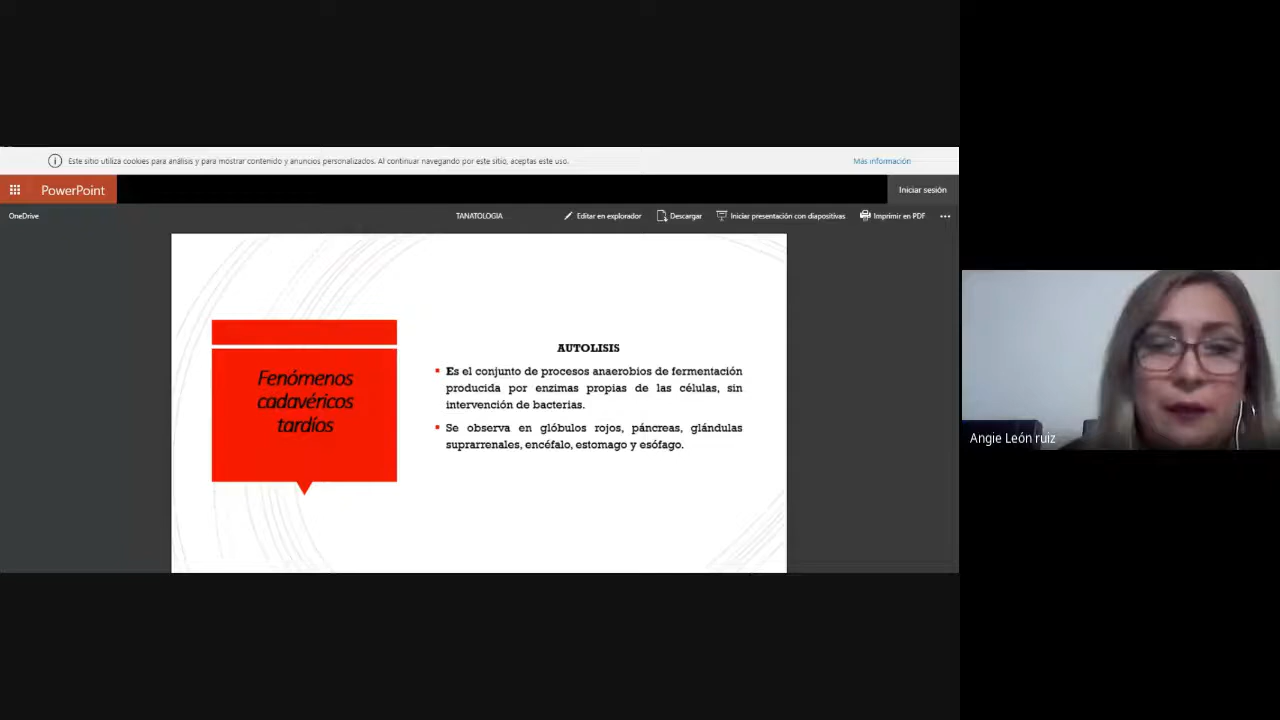 Este sitio utiliza cookies para análisis y para mostrar contenido y anuncios personalizados. Al continuar navegando por este sitio, aceptas este uso.
Más información
PowerPoint
Iniciar sesión
OneDrive
TANATOLOGIA
Editar en explorador
Descargar
Iniciar presentación con diapositivas
Imprimir en PDF
Fenómenos
cadavéricos
tardíos
AUTOLISIS
Es el conjunto de procesos anaerobios de fermentación
producida por enzimas propias de las células, sin
intervención de bacterias.
Se observa en glóbulos rojos, páncreas, glándulas
suprarrenales, encéfalo, estomago y esófago.
Angie León ruiz